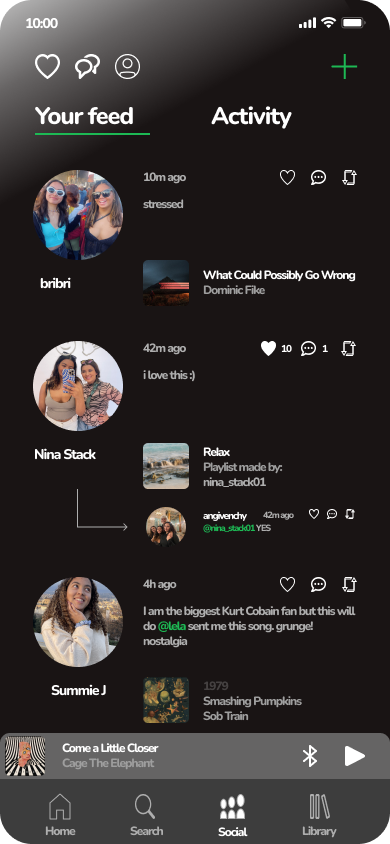 10:00
Your feed
Activity
10m ago
stressed
bribri
What Could Possibly Go Wrong
Dominic Fike
42m ago
10
1
i love this :)
Nina Stack
Relax
Playlist made by:
nina_stack01
angivenchy 42m ago
@nina_stack01 YES
4h ago
I am the biggest Kurt Cobain fan but this will
do @lela sent me this song. grunge!
nostalgia
Summie J
1979
Smashing Pumpkins
Sob Train
Come a Little Closer
Cage The Elephant
Home
Search
Social
Library